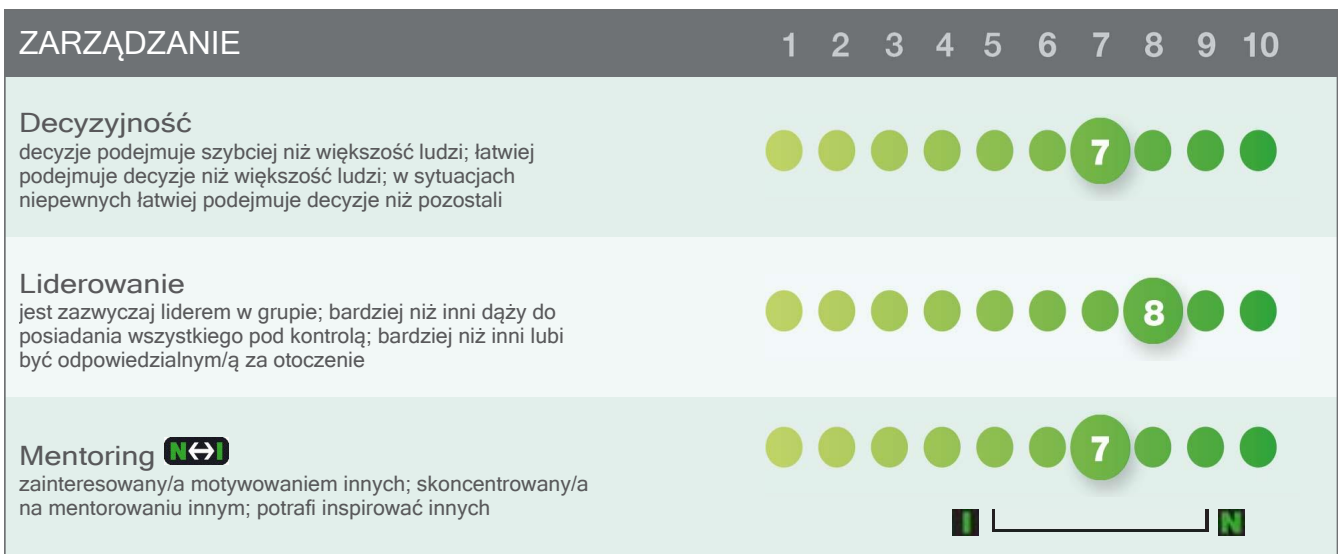 ZARZĄDZANIE 1 2 3 4 5 6 7 8 9 10
Decyzyjność
decyzje podejmuje szybciej niż większość ludzi; łatwiej
podejmuje decyzje niż większość ludzi; w sytuacjach
niepewnych łatwiej podejmuje decyzje niż pozostali
7
Liderowanie
jest zazwyczaj liderem w grupie; bardziej niż inni dąży do
posiadania wszystkiego pod kontrolą; bardziej niż inni lubi
być odpowiedzialnym/ą za otoczenie
8
Mentoring N↔I
zainteresowany/a motywowaniem innych; skoncentrowany/a
na mentorowaniu innym; potrafi inspirować innych
7
I N